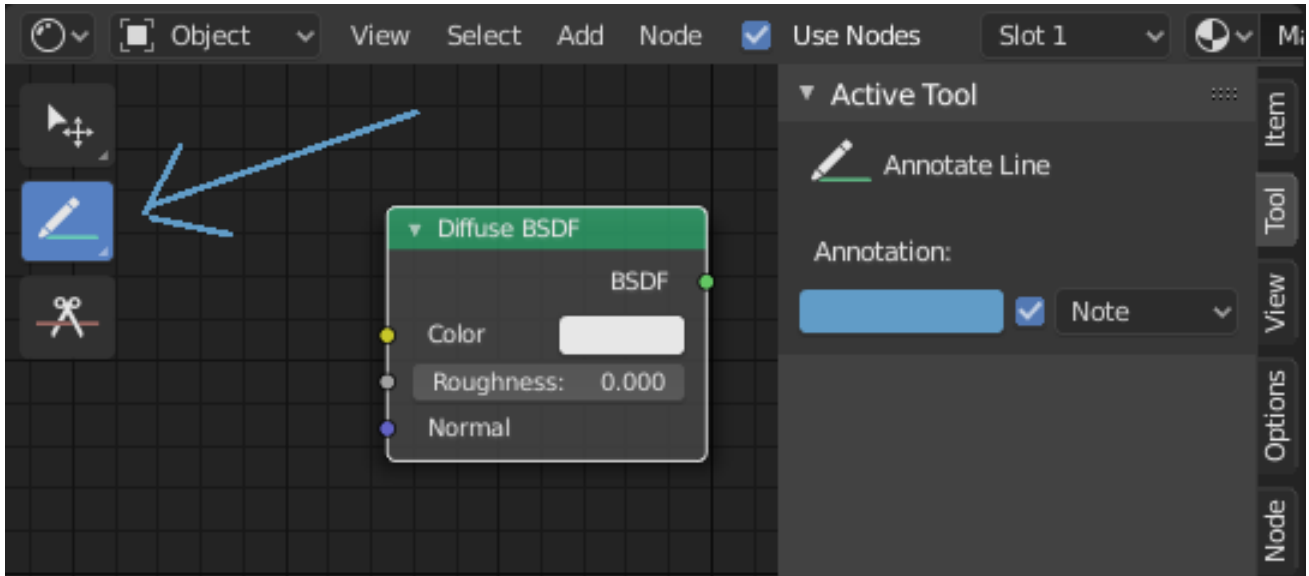 Object View Select Add Node Use Nodes Slot 1
Active Tool
Annotate Line
Annotation:
Note
Diffuse BSDF
BSDF
Color
Roughness: 0.000
Normal
Item
Tool
View
Options
Node